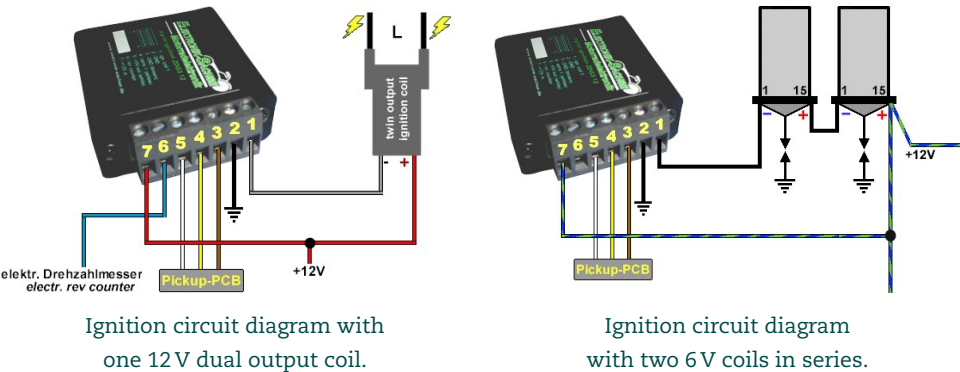 L
twin output
ignition coil
- +
7 6 5 4 3 2 1
+12V
elektr. Drehzahlmesser
electr. rev counter
Pickup-PCB
Ignition circuit diagram with
one 12 V dual output coil.
1 15 1 15
- + - +
7 6 5 4 3 2 1
+12V
Pickup-PCB
Ignition circuit diagram
with two 6 V coils in series.